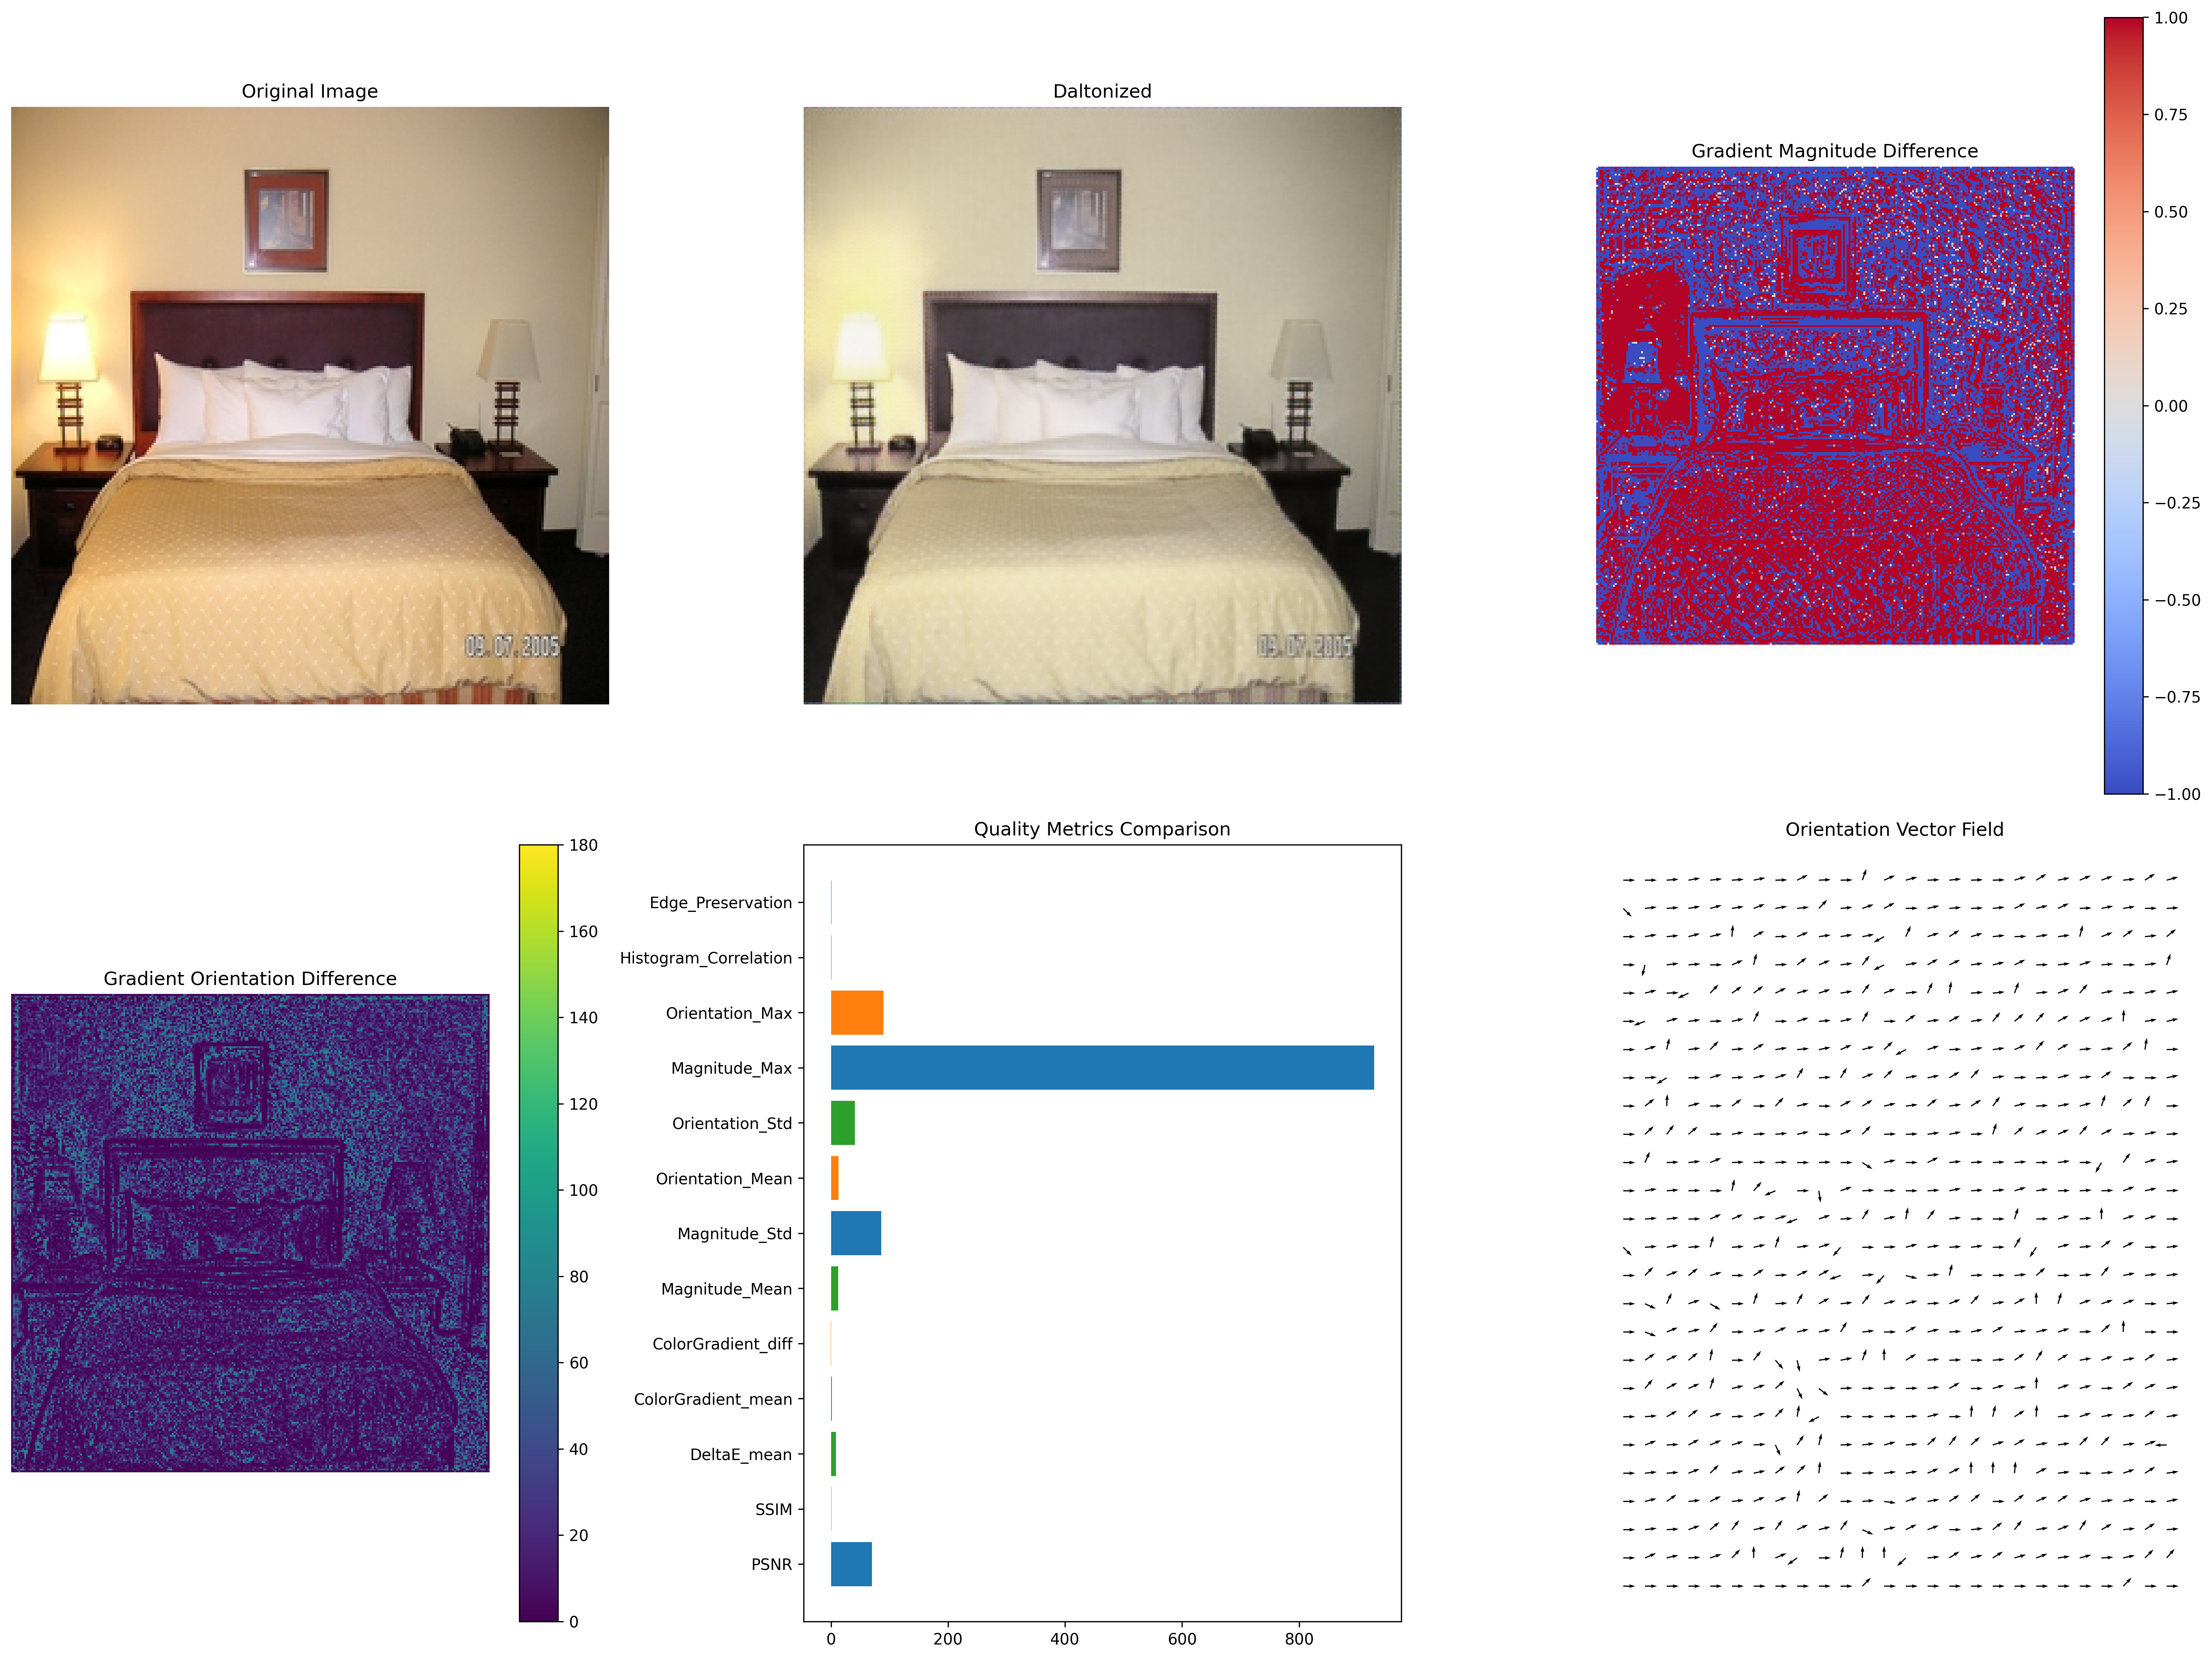 Original Image
Daltonized
Gradient Magnitude Difference
1.00
0.75
0.50
0.25
0.00
−0.25
−0.50
−0.75
−1.00
09.07.2005
09.07.2005
Gradient Orientation Difference
180
160
140
120
100
80
60
40
20
0
Quality Metrics Comparison
Edge_Preservation
Histogram_Correlation
Orientation_Max
Magnitude_Max
Orientation_Std
Orientation_Mean
Magnitude_Std
Magnitude_Mean
ColorGradient_diff
ColorGradient_mean
DeltaE_mean
SSIM
PSNR
0 200 400 600 800
Orientation Vector Field